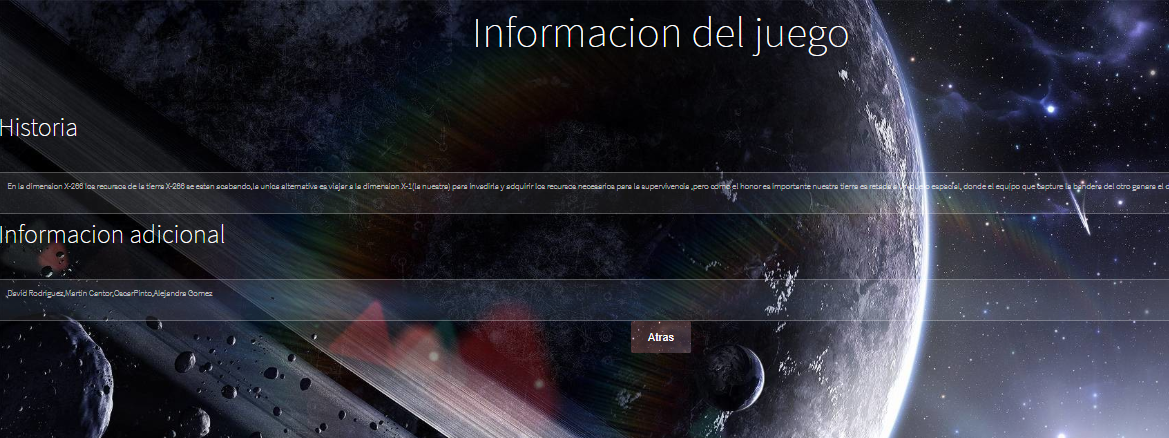 Informacion del juego
Historia
En la dimension X-266 los recursos de la tierra X-266 se estan acabando,la unica alternativa es viajar a la dimension X-1(la nuestra) para invadirla y adquirir los recursos necesarios para la supervivencia ,pero como el honor es importante nuestra tierra es retada a un duelo espacial, donde el equipo que capture la bandera del otro genere el
Informacion adicional
,David Rodriguez,Martin Cantor,OscarPinto,Alejandra Gomez
Atras